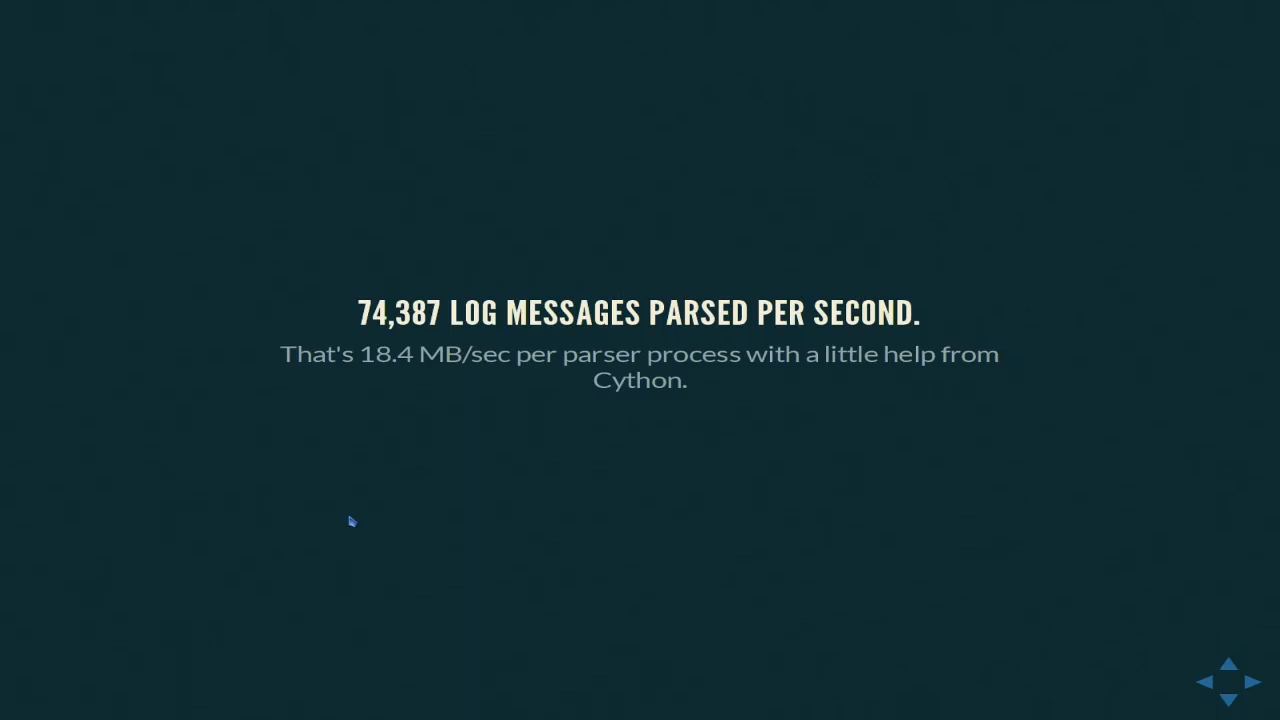 74,387 LOG MESSAGES PARSED PER SECOND.
That's 18.4 MB/sec per parser process with a little help from
Cython.